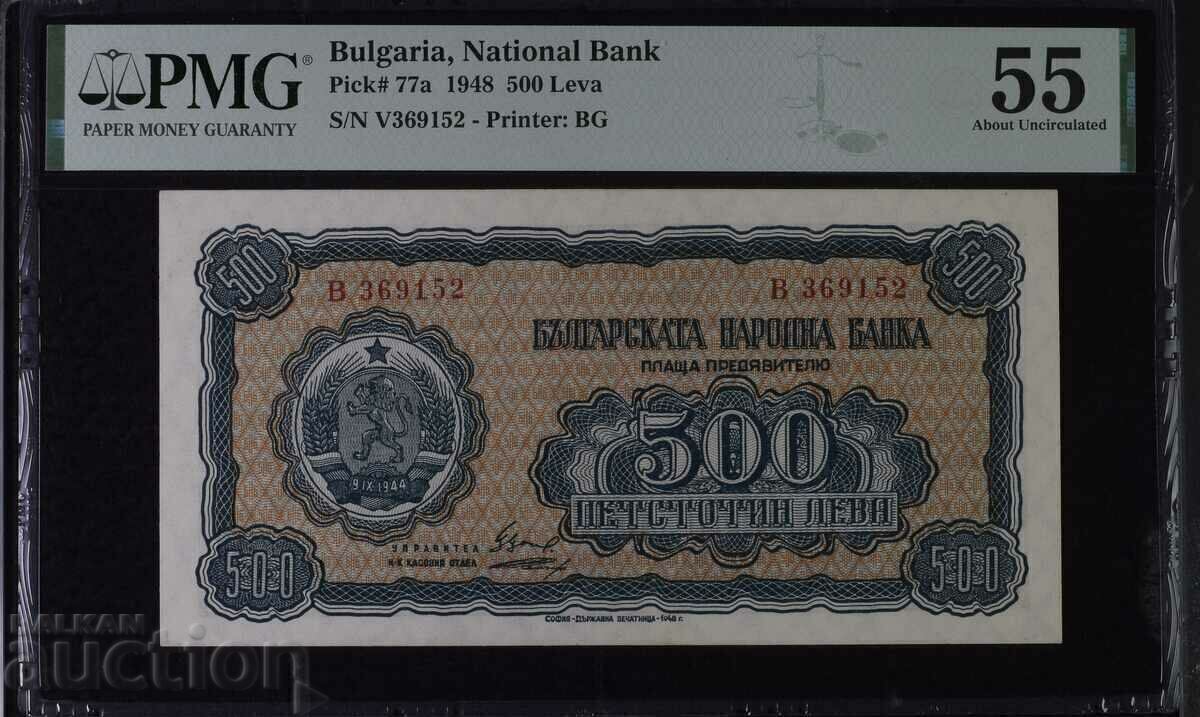 PMG®
PAPER MONEY GUARANTY
Bulgaria, National Bank
Pick# 77a 1948 500 Leva
S/N V369152 - Printer: BG
55
About Uncirculated
500
500
В 369152
В 369152
БЪЛГАРСКАТА НАРОДНА БАНКА
ПЛАЩА ПРЕДЯВИТЕЛЮ
500
ПЕТСТОТИН ЛЕВА
9 IX 1944
УПРАВИТЕЛ
Н-К КАСОВИЯ ОТДЕЛ
500
500
СОФИЯ - ДЪРЖАВНА ПЕЧАТНИЦА - 1948 г.
BALKAN
auction